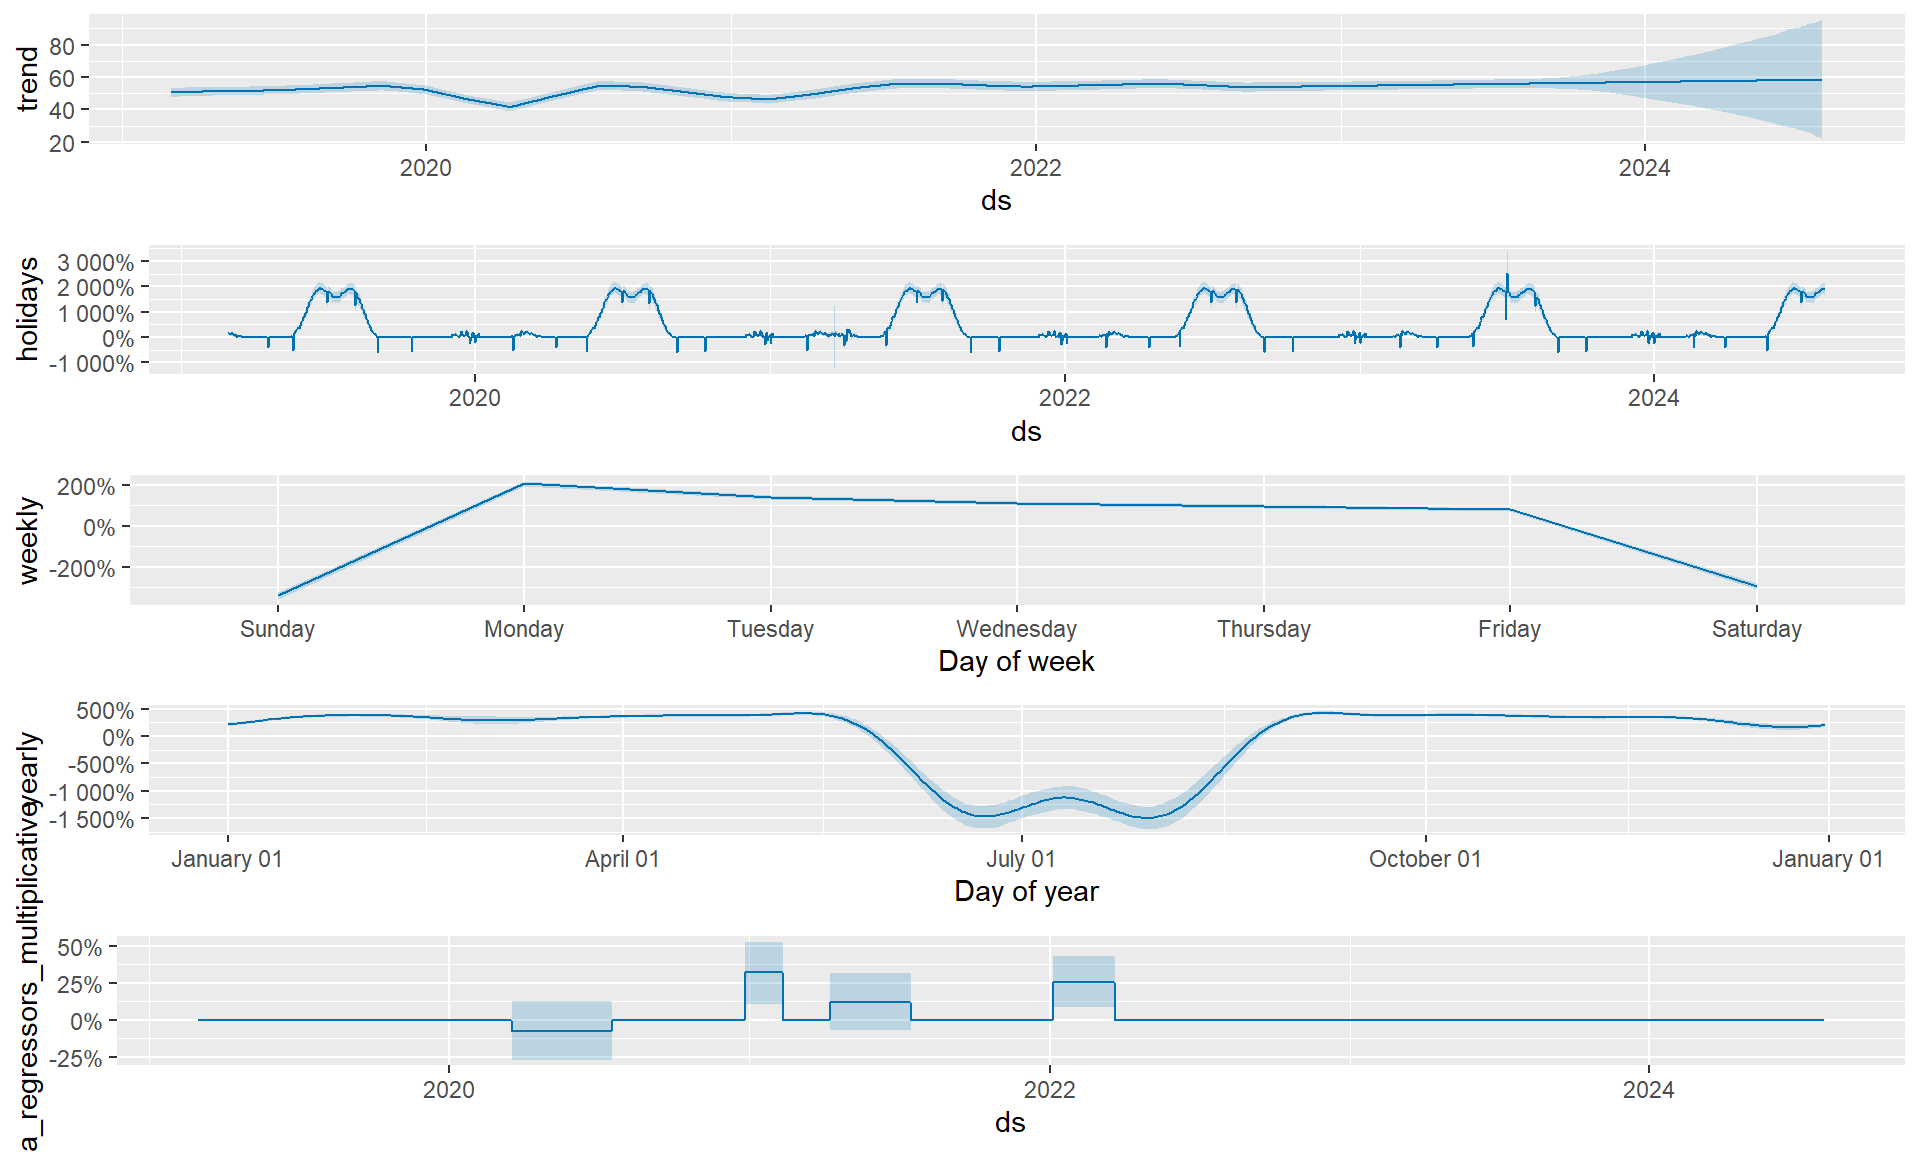 trend
80
60
40
20
2020 2022 2024
ds
holidays
3 000%
2 000%
1 000%
0%
-1 000%
2020 2022 2024
ds
weekly
200%
0%
-200%
Sunday Monday Tuesday Wednesday Thursday Friday Saturday
Day of week
yearly
500%
0%
-500%
-1 000%
-1 500%
January 01 April 01 July 01 October 01 January 01
Day of year
a_regressors_multiplicative
50%
25%
0%
-25%
2020 2022 2024
ds